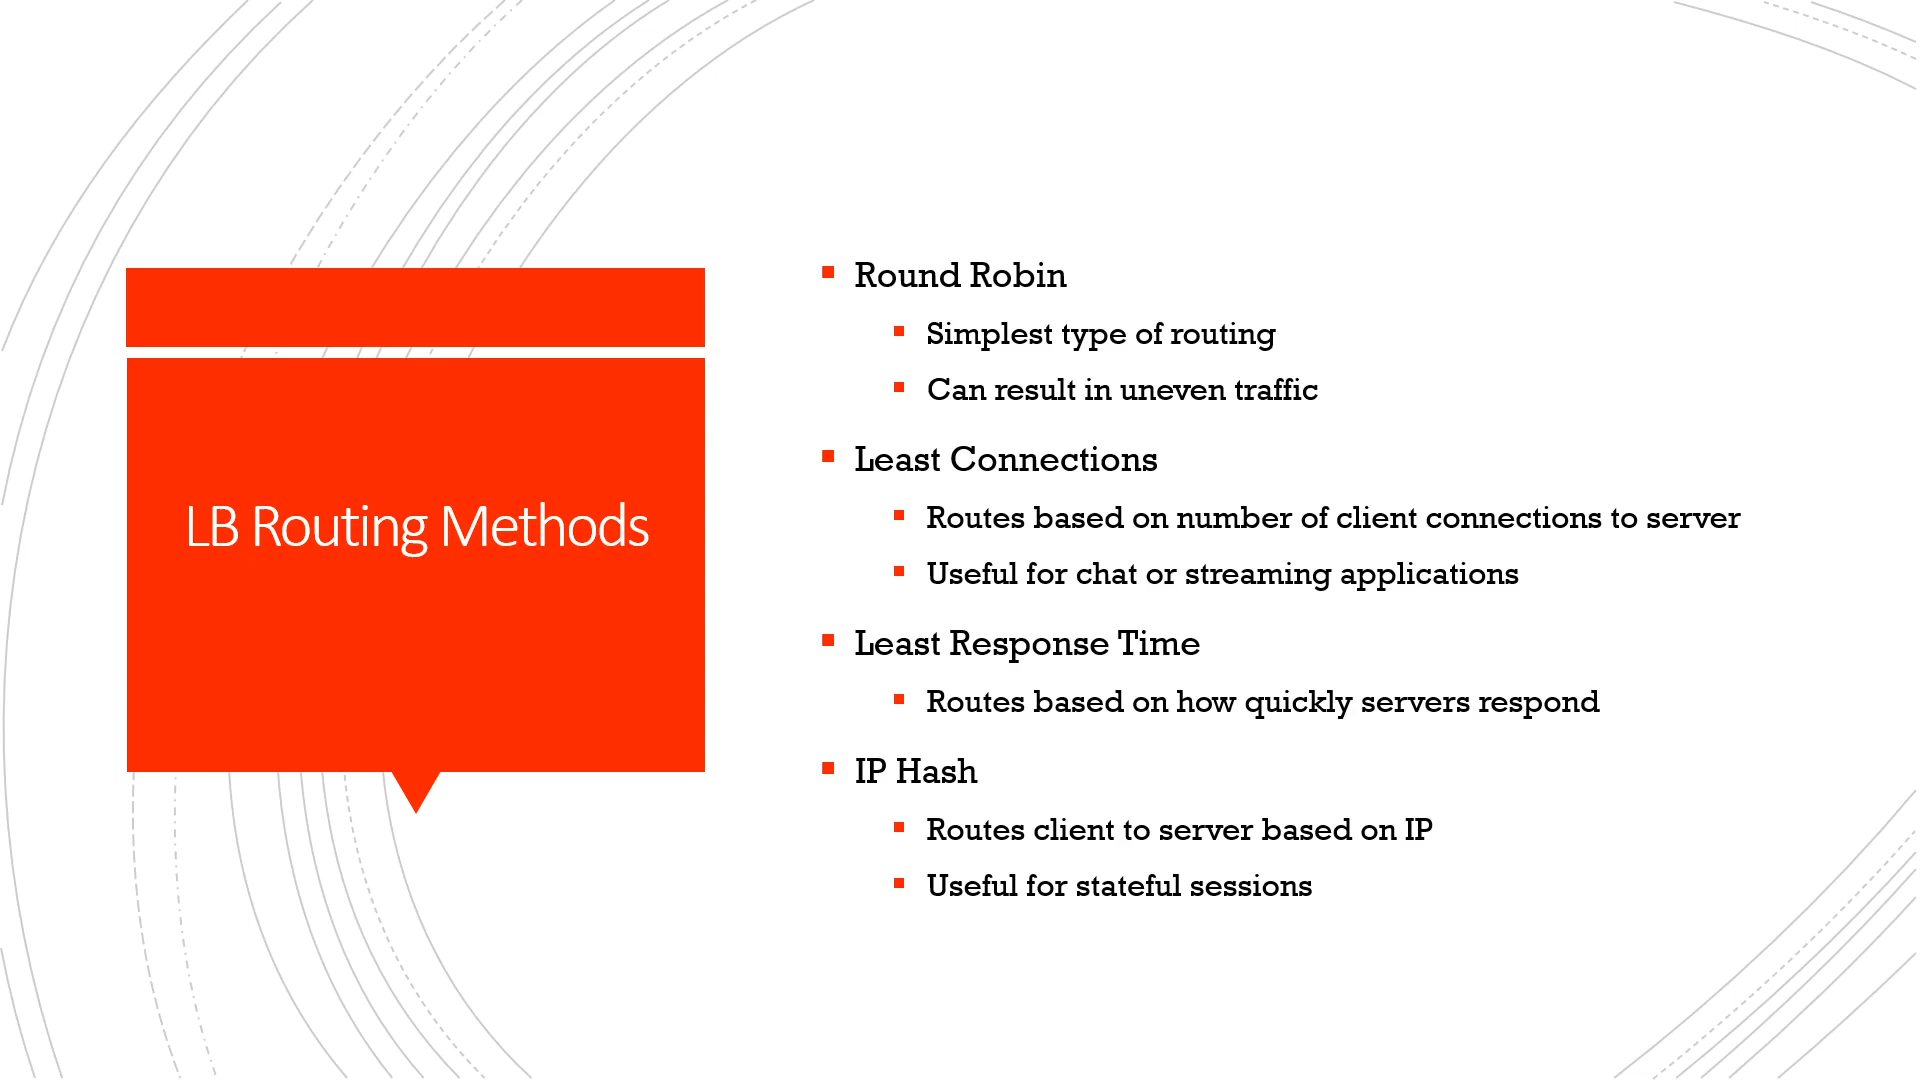 LB Routing Methods
Round Robin
Simplest type of routing
Can result in uneven traffic
Least Connections
Routes based on number of client connections to server
Useful for chat or streaming applications
Least Response Time
Routes based on how quickly servers respond
IP Hash
Routes client to server based on IP
Useful for stateful sessions